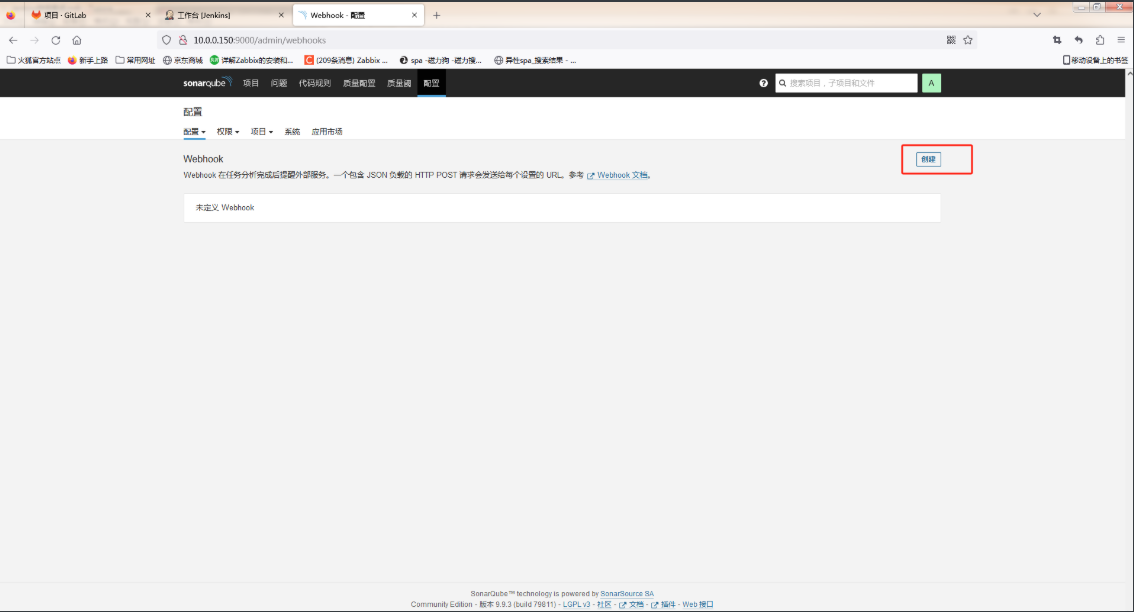 项目 · GitLab
工作台 [Jenkins]
Webhook - 配置
10.0.0.150:9000/admin/webhooks
火狐官方站点 新手上路 常用网址 京东商城 详解Zabbix的安装和... (209条消息) Zabbix ... spa -磁力狗 -磁力搜... 异性spa_搜索结果 - ... 移动设备上的书签
sonarqube 项目 问题 代码规则 质量配置 质量阈 配置 搜索项目，子项目和文件 A
配置
配置 权限 项目 系统 应用市场
Webhook 创建
Webhook 在任务分析完成后提醒外部服务。一个包含 JSON 负载的 HTTP POST 请求会发送给每个设置的 URL。参考 Webhook 文档。
未定义 Webhook
SonarQube™ technology is powered by SonarSource SA
Community Edition - 版本 9.9.3 (build 79811) - LGPL v3 - 社区 - 文档 - 插件 - Web 接口